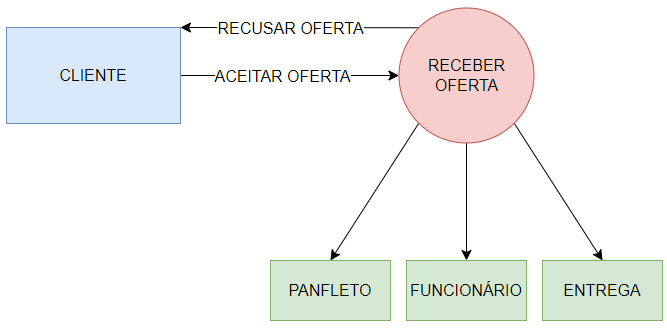 RECUSAR OFERTA
CLIENTE
ACEITAR OFERTA
RECEBER
OFERTA
PANFLETO
FUNCIONÁRIO
ENTREGA